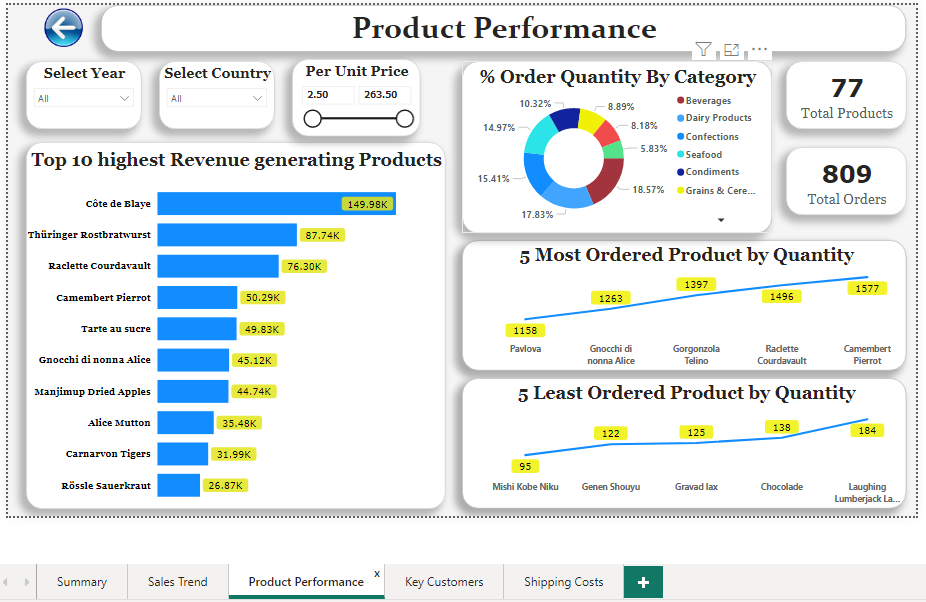 Product Performance
Select Year
All
Select Country
All
Per Unit Price
2.50 263.50
% Order Quantity By Category
10.32%
8.89%
14.97%
8.18%
5.83%
15.41%
18.57%
17.83%
Beverages
Dairy Products
Confections
Seafood
Condiments
Grains & Cere...
77
Total Products
809
Total Orders
Top 10 highest Revenue generating Products
Côte de Blaye 149.98K
Thüringer Rostbratwurst 87.74K
Raclette Courdavault 76.30K
Camembert Pierrot 50.29K
Tarte au sucre 49.83K
Gnocchi di nonna Alice 45.12K
Manjimup Dried Apples 44.74K
Alice Mutton 35.48K
Carnarvon Tigers 31.99K
Rössle Sauerkraut 26.87K
5 Most Ordered Product by Quantity
1158 1263 1397 1496 1577
Pavlova Gnocchi di Gorgonzola Raclette Camembert
nonna Alice Telino Courdavault Pierrot
5 Least Ordered Product by Quantity
95 122 125 138 184
Mishi Kobe Niku Genen Shouyu Gravad lax Chocolade Laughing
Lumberjack La...
Summary Sales Trend Product Performance x Key Customers Shipping Costs +